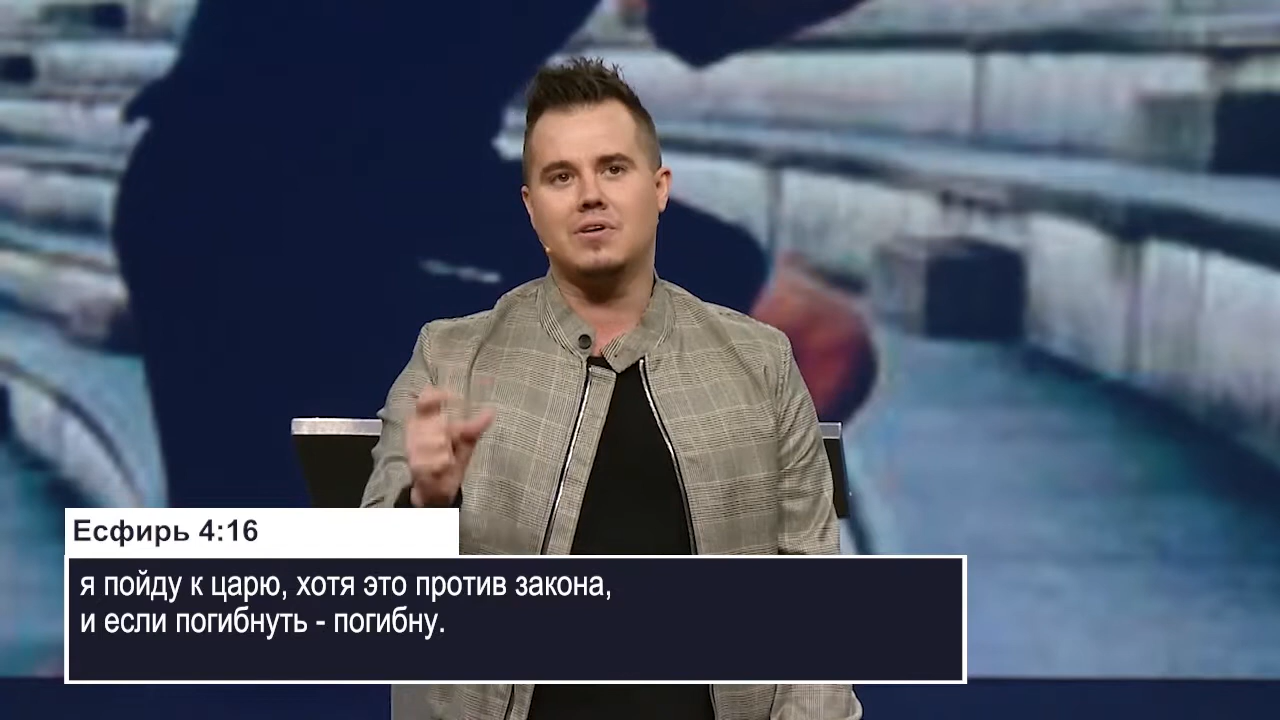 Есфирь 4:16
я пойду к царю, хотя это против закона,
и если погибнуть - погибну.